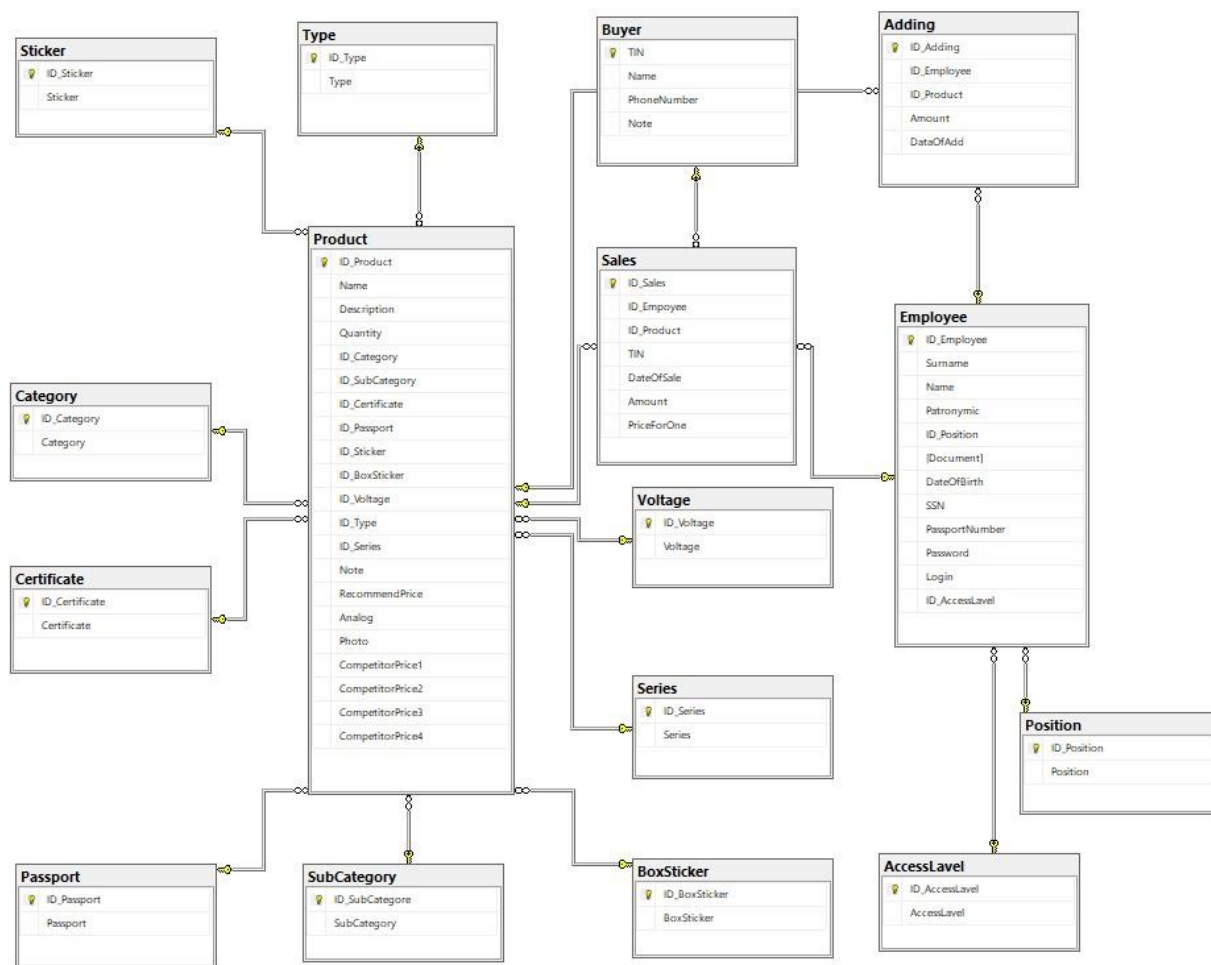 Sticker
ID_Sticker
Sticker
Type
ID_Type
Type
Buyer
TIN
Name
PhoneNumber
Note
Adding
ID_Adding
ID_Employee
ID_Product
Amount
DataOfAdd
Product
ID_Product
Name
Description
Quantity
ID_Category
ID_SubCategory
ID_Certificate
ID_Passport
ID_Sticker
ID_BoxSticker
ID_Voltage
ID_Type
ID_Series
Note
RecommendPrice
Analog
Photo
CompetitorPrice1
CompetitorPrice2
CompetitorPrice3
CompetitorPrice4
Sales
ID_Sales
ID_Empoyee
ID_Product
TIN
DateOfSale
Amount
PriceForOne
Employee
ID_Employee
Surname
Name
Patronymic
ID_Position
[Document]
DateOfBirth
SSN
PassportNumber
Password
Login
ID_AccessLavel
Category
ID_Category
Category
Voltage
ID_Voltage
Voltage
Certificate
ID_Certificate
Certificate
Series
ID_Series
Series
Position
ID_Position
Position
Passport
ID_Passport
Passport
SubCategory
ID_SubCategore
SubCategory
BoxSticker
ID_BoxSticker
BoxSticker
AccessLavel
ID_AccessLavel
AccessLavel